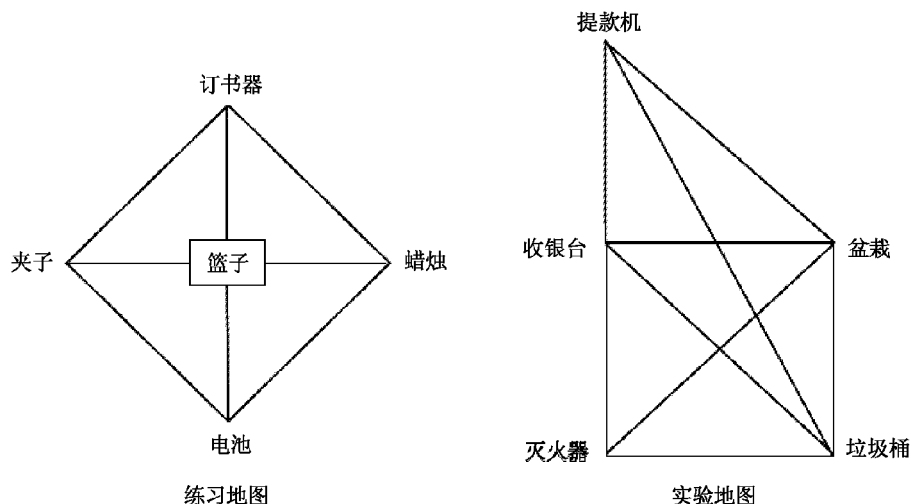 订书器
夹子
篮子
蜡烛
电池
练习地图
提款机
收银台
盆栽
灭火器
垃圾桶
实验地图